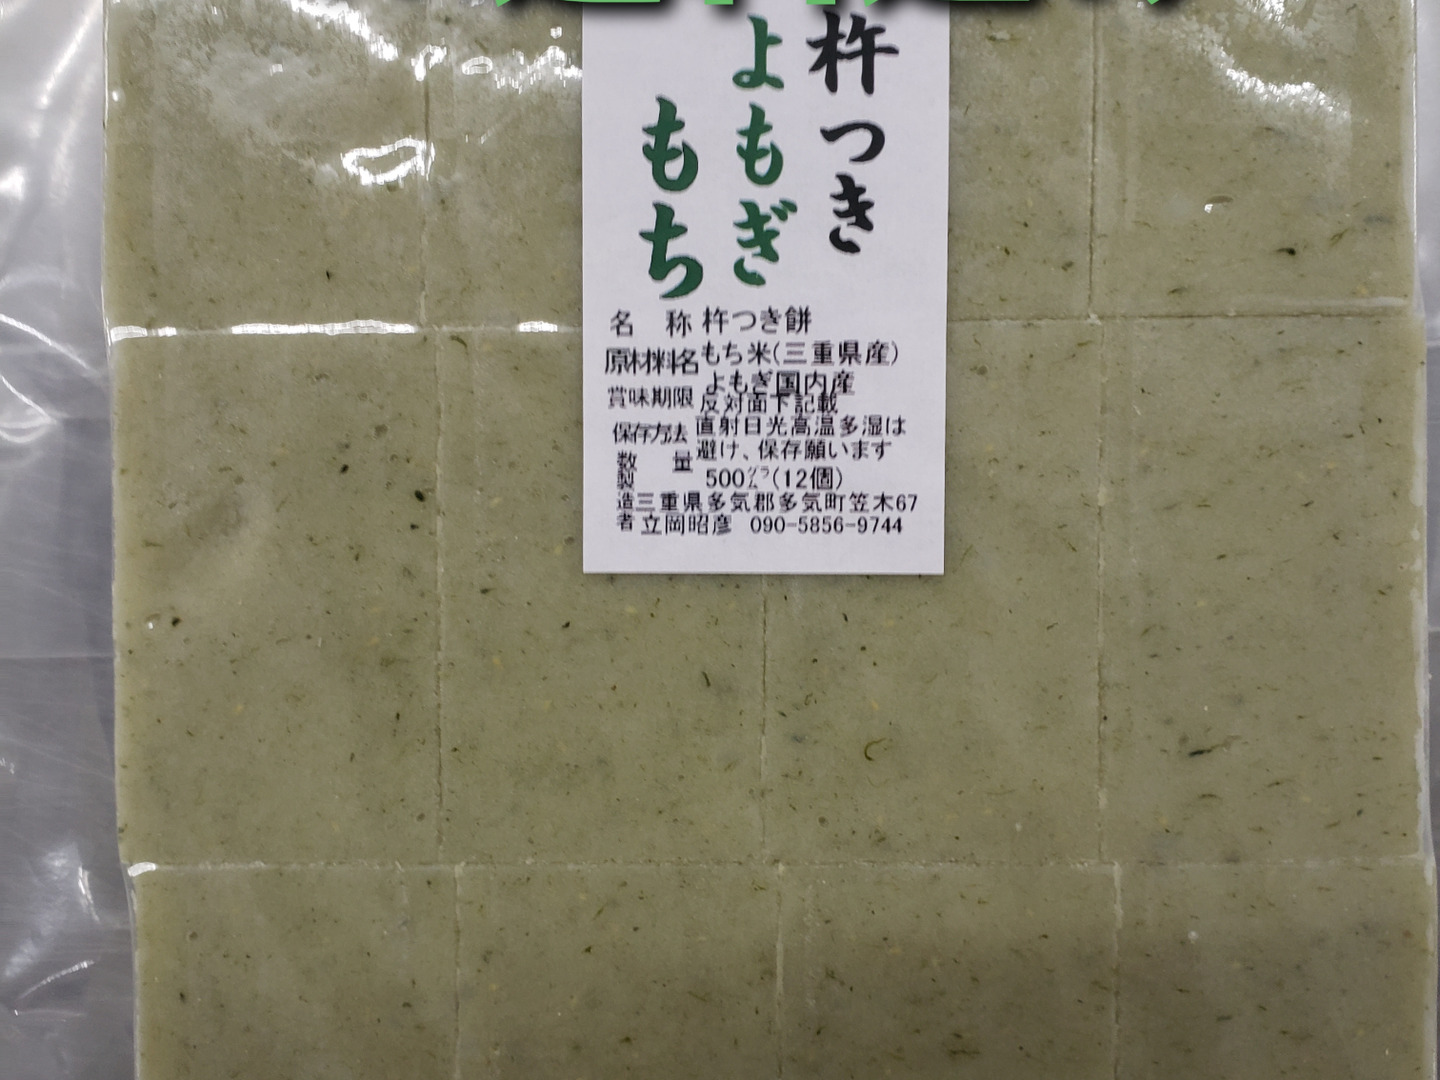 杵つき
よもぎ
もち
名 称 杵つき餅
原材料名 もち米(三重県産)
よもぎ国内産
賞味期限 反対面下記載
保存方法 直射日光高温多湿は
避け、保存願います
数 量 500グラム(12個)
製造者 三重県多気郡多気町笠木67
立岡昭彦 090-5856-9744